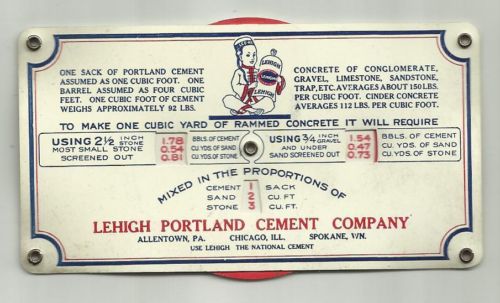 LEHIGH
LEHIGH
ONE SACK OF PORTLAND CEMENT
ASSUMED AS ONE CUBIC FOOT. ONE
BARREL ASSUMED AS FOUR CUBIC
FEET. ONE CUBIC FOOT OF CEMENT
WEIGHS APPROXIMATELY 92 LBS.
CONCRETE OF CONGLOMERATE,
GRAVEL, LIMESTONE, SANDSTONE,
TRAP, ETC. AVERAGES ABOUT 150 LBS.
PER CUBIC FOOT. CINDER CONCRETE
AVERAGES 112 LBS. PER CUBIC FOOT.
TO MAKE ONE CUBIC YARD OF RAMMED CONCRETE IT WILL REQUIRE
USING 2½ INCH STONE
MOST SMALL STONE
SCREENED OUT
1.78 BBLS. OF CEMENT
0.54 CU. YDS. OF SAND
0.81 CU. YDS. OF STONE
USING ¾ INCH GRAVEL
AND UNDER
SAND SCREENED OUT
1.54 BBLS. OF CEMENT
0.47 CU. YDS. OF SAND
0.73 CU. YDS. OF STONE
MIXED IN THE PROPORTIONS OF
CEMENT 1 SACK
SAND 2 CU. FT
STONE 3 CU. FT.
LEHIGH PORTLAND CEMENT COMPANY
ALLENTOWN, PA. CHICAGO, ILL. SPOKANE, WN.
USE LEHIGH THE NATIONAL CEMENT